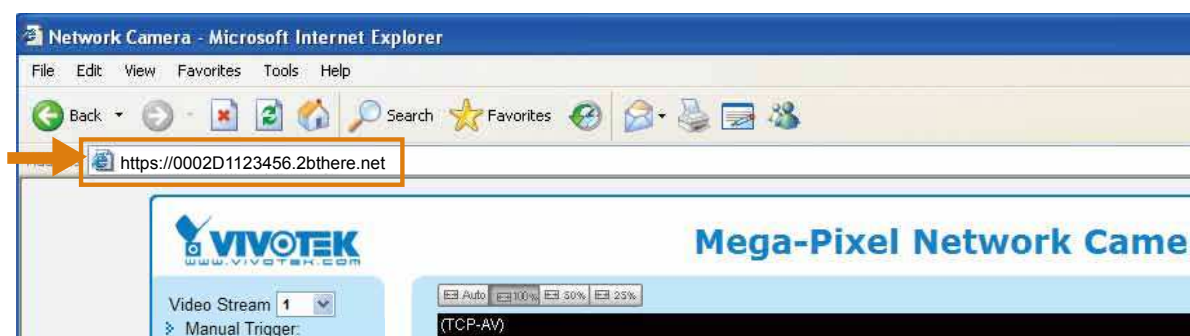 Network Camera - Microsoft Internet Explorer
File Edit View Favorites Tools Help
Back Search Favorites
https://0002D1123456.2bthere.net
VIVOTEK
www.vivotek.com
Mega-Pixel Network Came
Video Stream 1
Auto 100% 50% 25%
Manual Trigger:
(TCP-AV)